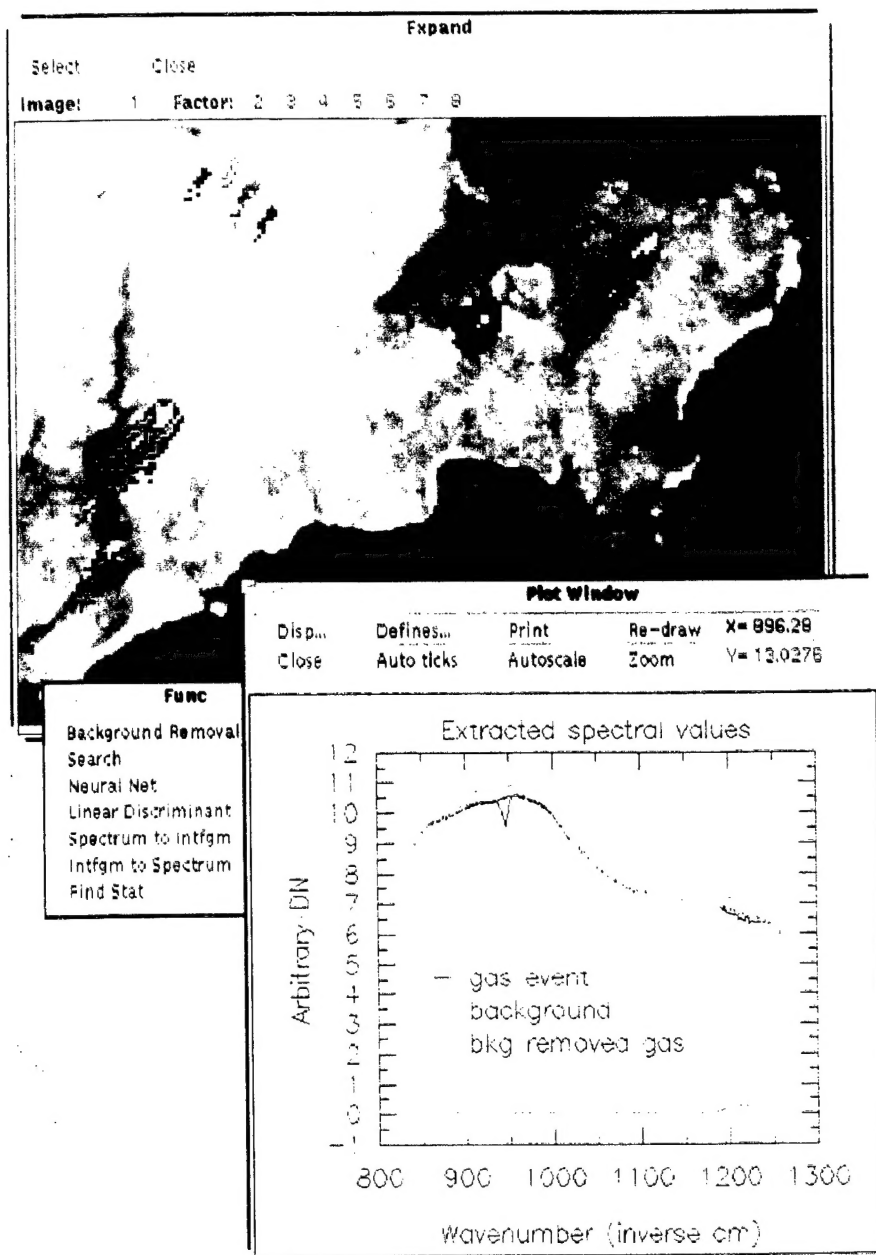 Expand
Select Close
Image: 1 Factor: 2 3 4 5 6 7 8
Plot Window
Disp... Defines... Print Re-draw X= 896.28
Close Auto ticks Autoscale Zoom Y= 13.0276
Func
Background Removal
Search
Neural Net
Linear Discriminant
Spectrum to Intfgm
Intfgm to Spectrum
Find Stat
Extracted spectral values
12
11
10
9
8
7
6
5
4
3
2
1
0
-1
Arbitrary DN
gas event
background
bkg removed gas
800 900 1000 1100 1200 1300
Wavenumber (inverse cm)